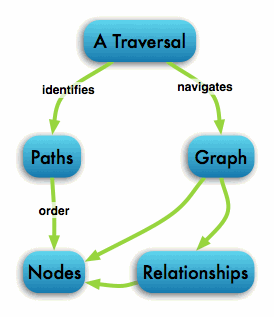 A Traversal
identifies
navigates
Paths
Graph
order
Nodes
Relationships